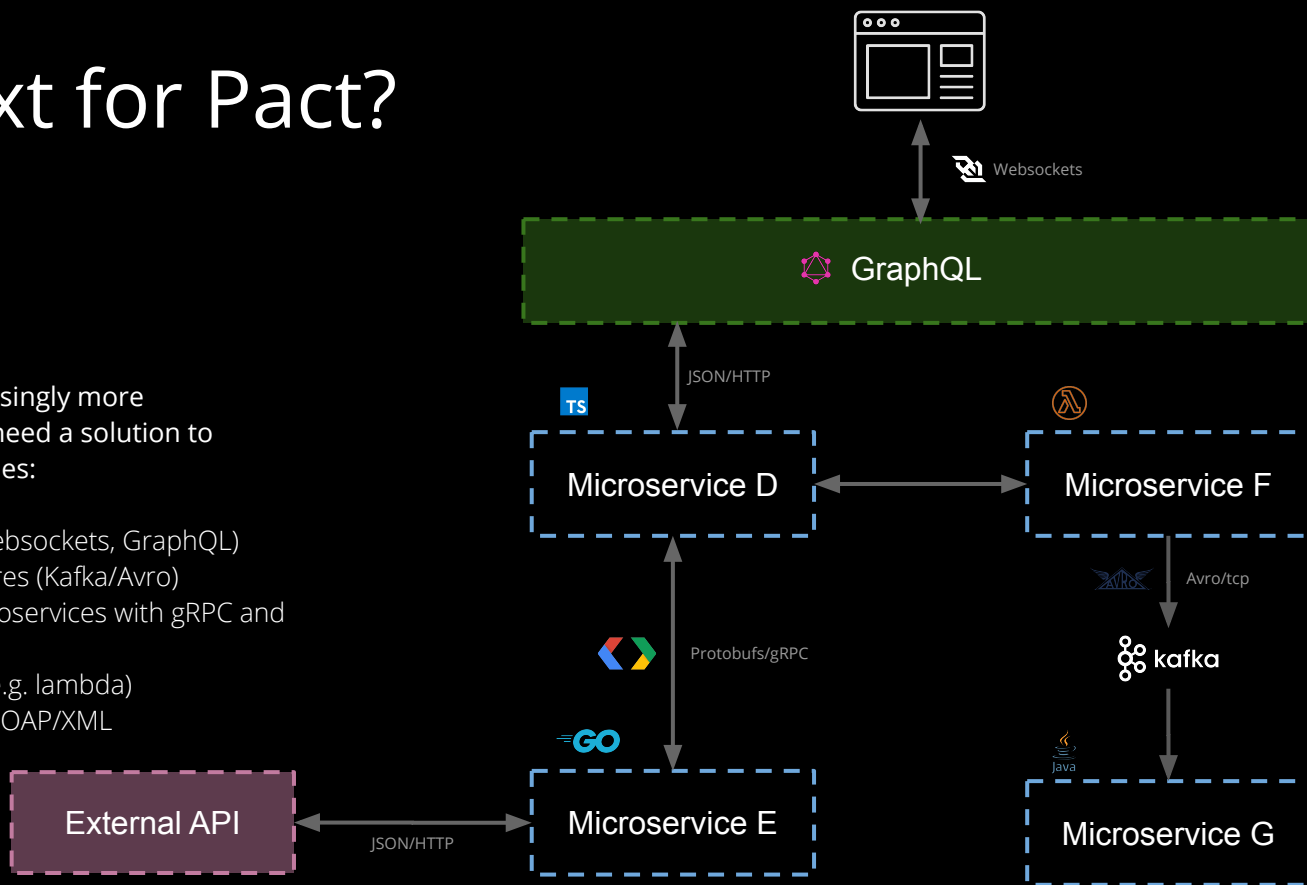 xt for Pact?
Websockets
GraphQL
JSON/HTTP
singly more
need a solution to
es:
ebsockets, GraphQL)
res (Kafka/Avro)
roservices with gRPC and
.g. lambda)
OAP/XML
TS
Microservice D
Microservice F
AVRO
Avro/tcp
kafka
Protobufs/gRPC
GO
Java
External API
JSON/HTTP
Microservice E
Microservice G